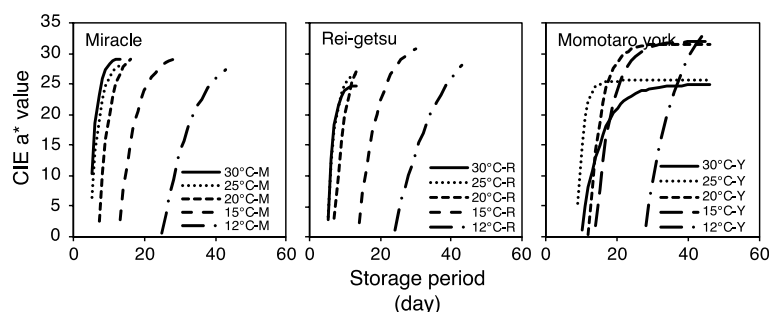 35
30
25
20
15
10
5
0
CIE a* value
Miracle
30°C-M
25°C-M
20°C-M
15°C-M
12°C-M
0 20 40 60
Rei-getsu
30°C-R
25°C-R
20°C-R
15°C-R
12°C-R
0 20 40 60
Momotaro york
30°C-Y
25°C-Y
20°C-Y
15°C-Y
12°C-Y
0 20 40 60
Storage period
(day)